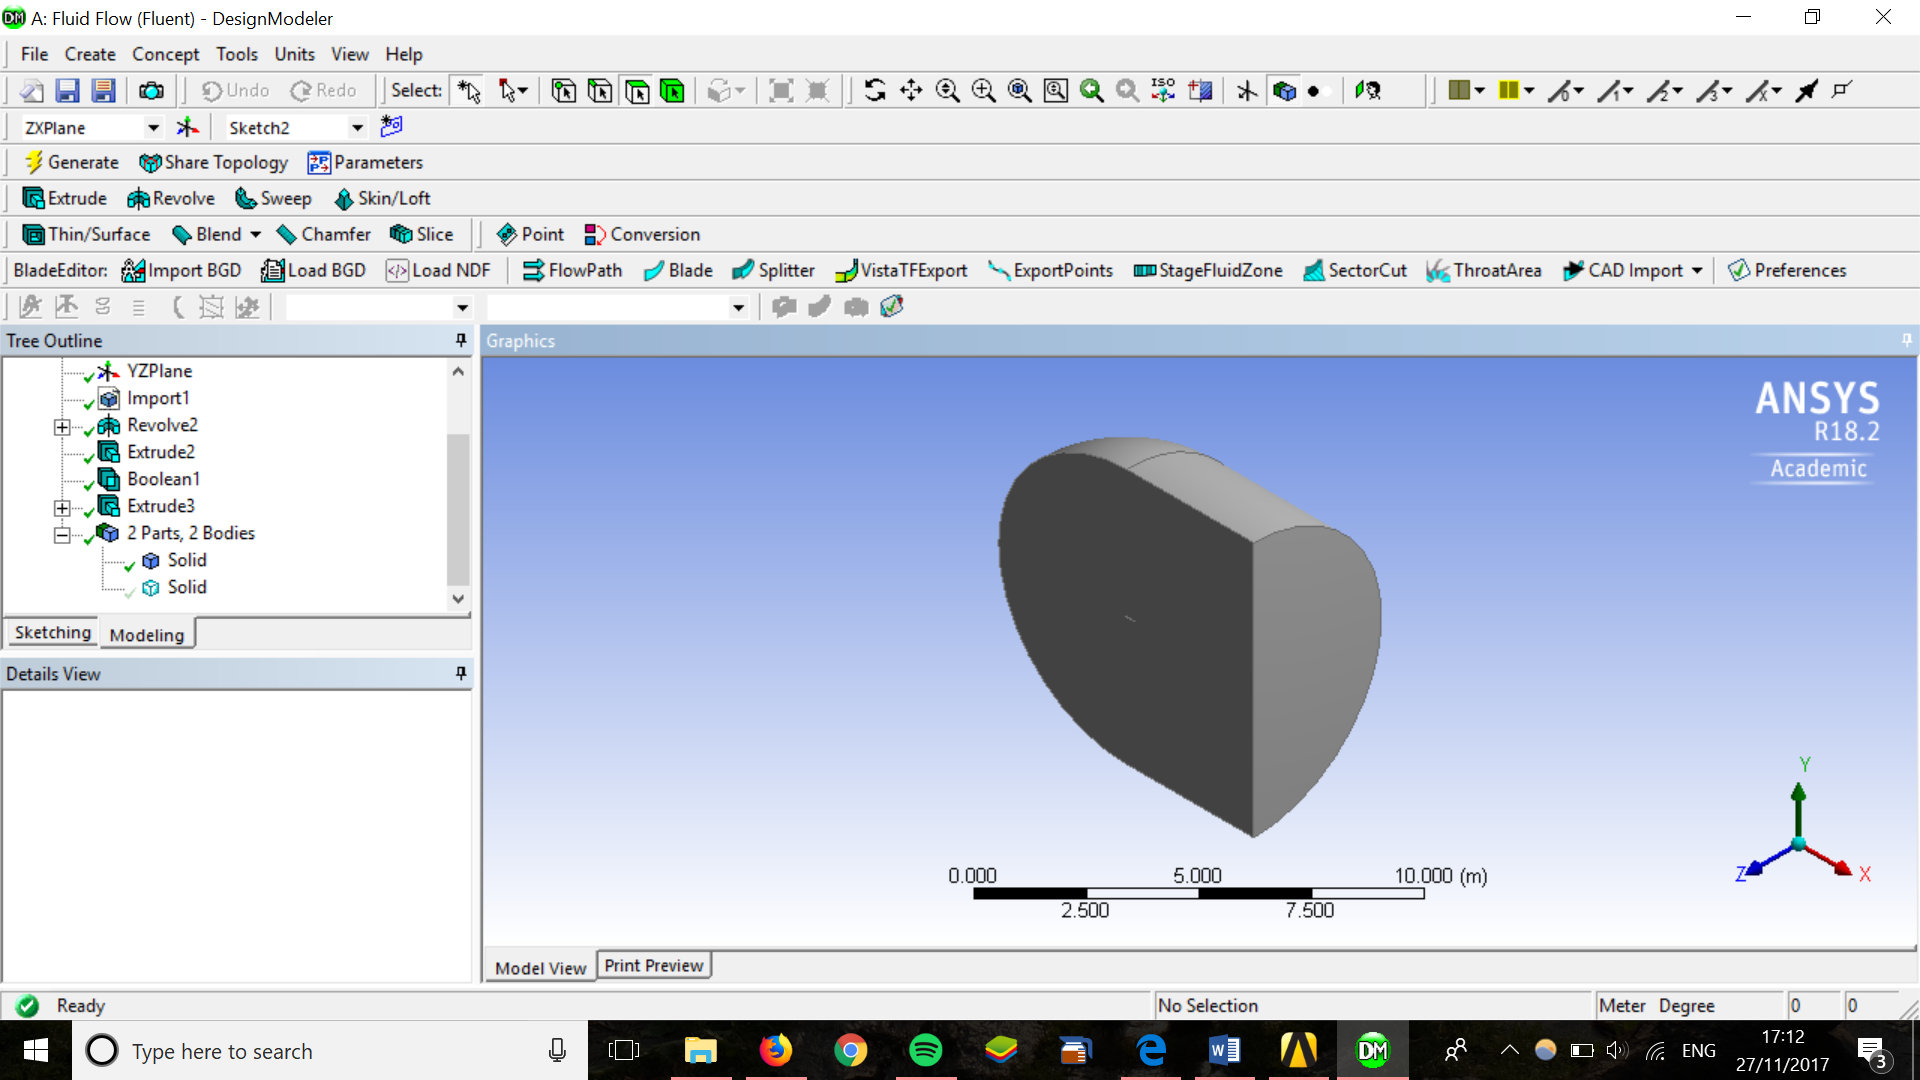 A: Fluid Flow (Fluent) - DesignModeler
File Create Concept Tools Units View Help
Undo Redo Select: ISO
ZXPlane Sketch2
Generate Share Topology Parameters
Extrude Revolve Sweep Skin/Loft
Thin/Surface Blend Chamfer Slice Point Conversion
BladeEditor: Import BGD Load BGD Load NDF FlowPath Blade Splitter VistaTFExport ExportPoints StageFluidZone SectorCut ThroatArea CAD Import Preferences
Tree Outline
YZPlane
Import1
Revolve2
Extrude2
Boolean1
Extrude3
2 Parts, 2 Bodies
Solid
Solid
Sketching Modeling
Details View
Graphics
ANSYS
R18.2
Academic
Y
Z
X
0.000 5.000 10.000 (m)
2.500 7.500
Model View Print Preview
Ready No Selection Meter Degree 0 0
Type here to search
DM
ENG
17:12
27/11/2017
3